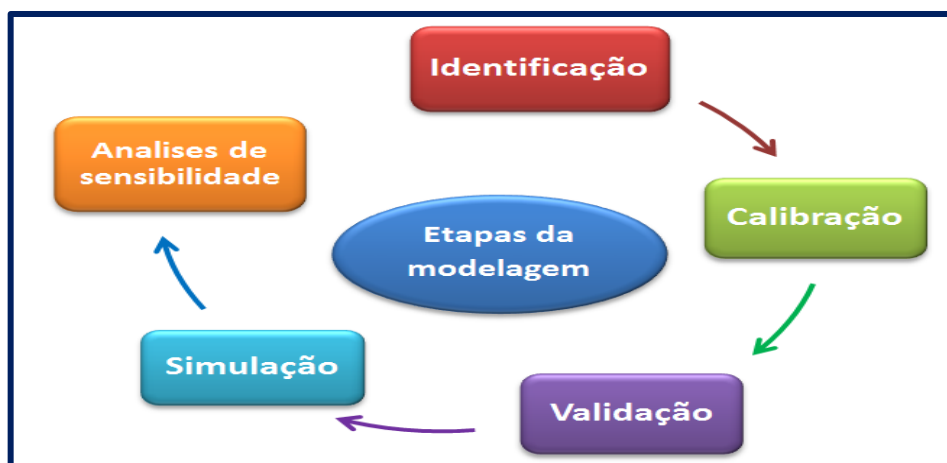 Identificação
Calibração
Validação
Simulação
Analises de
sensibilidade
Etapas da
modelagem